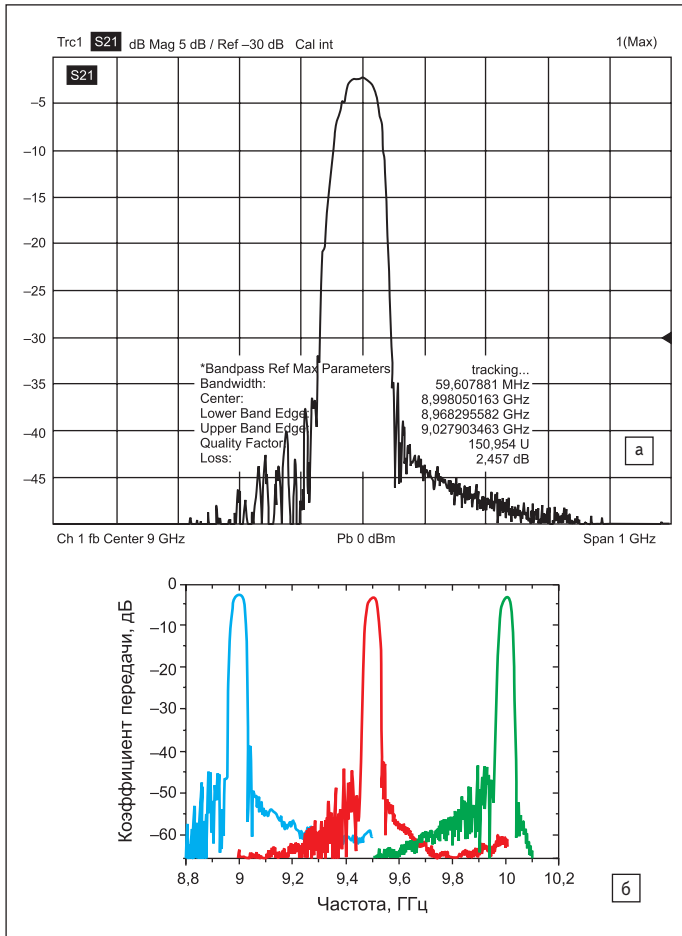 Trc1 S21 dB Mag 5 dB / Ref –30 dB Cal int 1(Max)
S21
–5
–10
–15
–20
–25
–30
–35
–40
–45
*Bandpass Ref Max Parameters tracking...
Bandwidth: 59,607881 MHz
Center: 8,998050163 GHz
Lower Band Edge: 8,968295582 GHz
Upper Band Edge: 9,027903463 GHz
Quality Factor: 150,954 U
Loss: 2,457 dB
а
Ch 1 fb Center 9 GHz Pb 0 dBm Span 1 GHz
Коэффициент передачи, дБ
0
–10
–20
–30
–40
–50
–60
8,8 9 9,2 9,4 9,6 9,8 10 10,2
Частота, ГГц
б